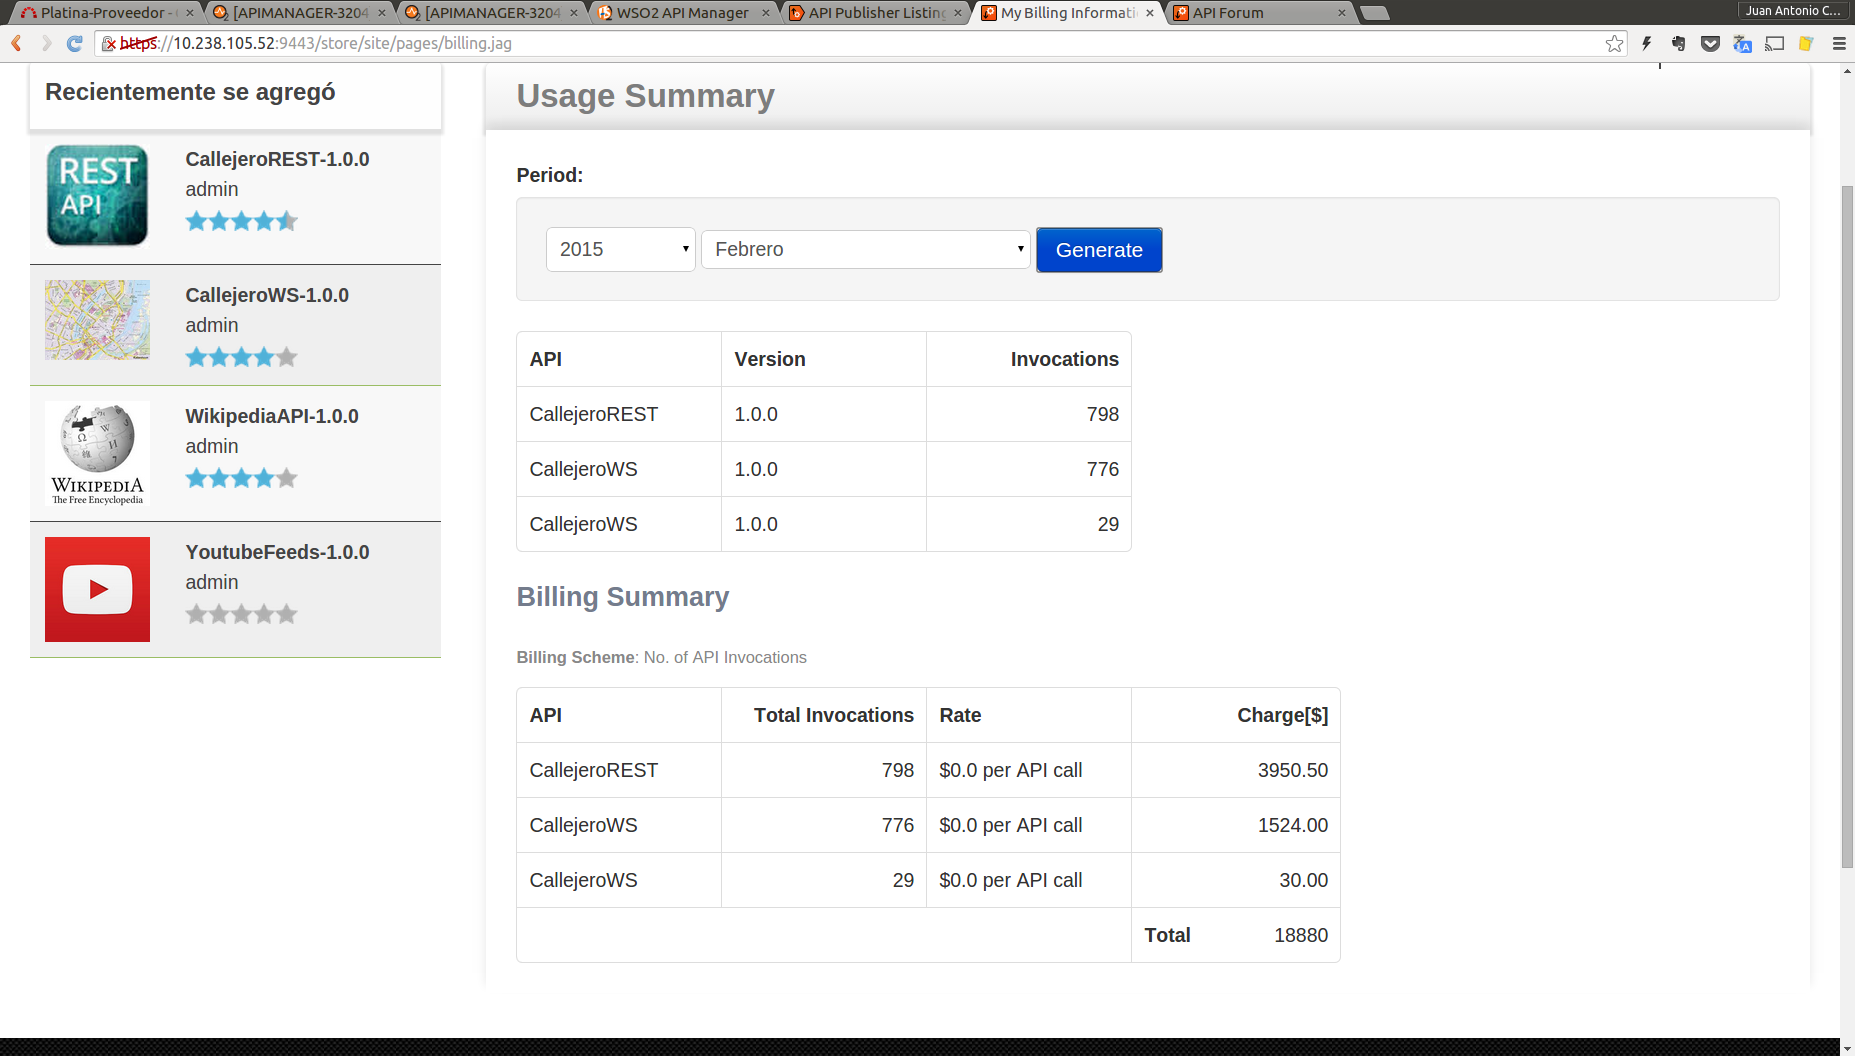 Platina-Proveedor -
[APIMANAGER-3204
[APIMANAGER-3204
WSO2 API Manager
API Publisher Listing
My Billing Informati
API Forum
Juan Antonio C...
https://10.238.105.52:9443/store/site/pages/billing.jag
Recientemente se agregó
REST
API
CallejeroREST-1.0.0
admin
CallejeroWS-1.0.0
admin
WIKIPEDIA
The Free Encyclopedia
WikipediaAPI-1.0.0
admin
YoutubeFeeds-1.0.0
admin
Usage Summary
Period:
2015 Febrero Generate
API Version Invocations
CallejeroREST 1.0.0 798
CallejeroWS 1.0.0 776
CallejeroWS 1.0.0 29
Billing Summary
Billing Scheme: No. of API Invocations
API Total Invocations Rate Charge[$]
CallejeroREST 798 $0.0 per API call 3950.50
CallejeroWS 776 $0.0 per API call 1524.00
CallejeroWS 29 $0.0 per API call 30.00
Total 18880